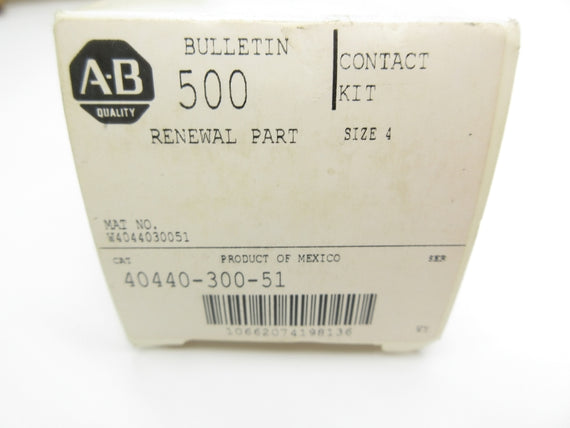 A-B
QUALITY
BULLETIN
500
RENEWAL PART
CONTACT
KIT
SIZE 4
MAT NO.
W4044030051
CAT
PRODUCT OF MEXICO
SER
40440-300-51
10662074198136